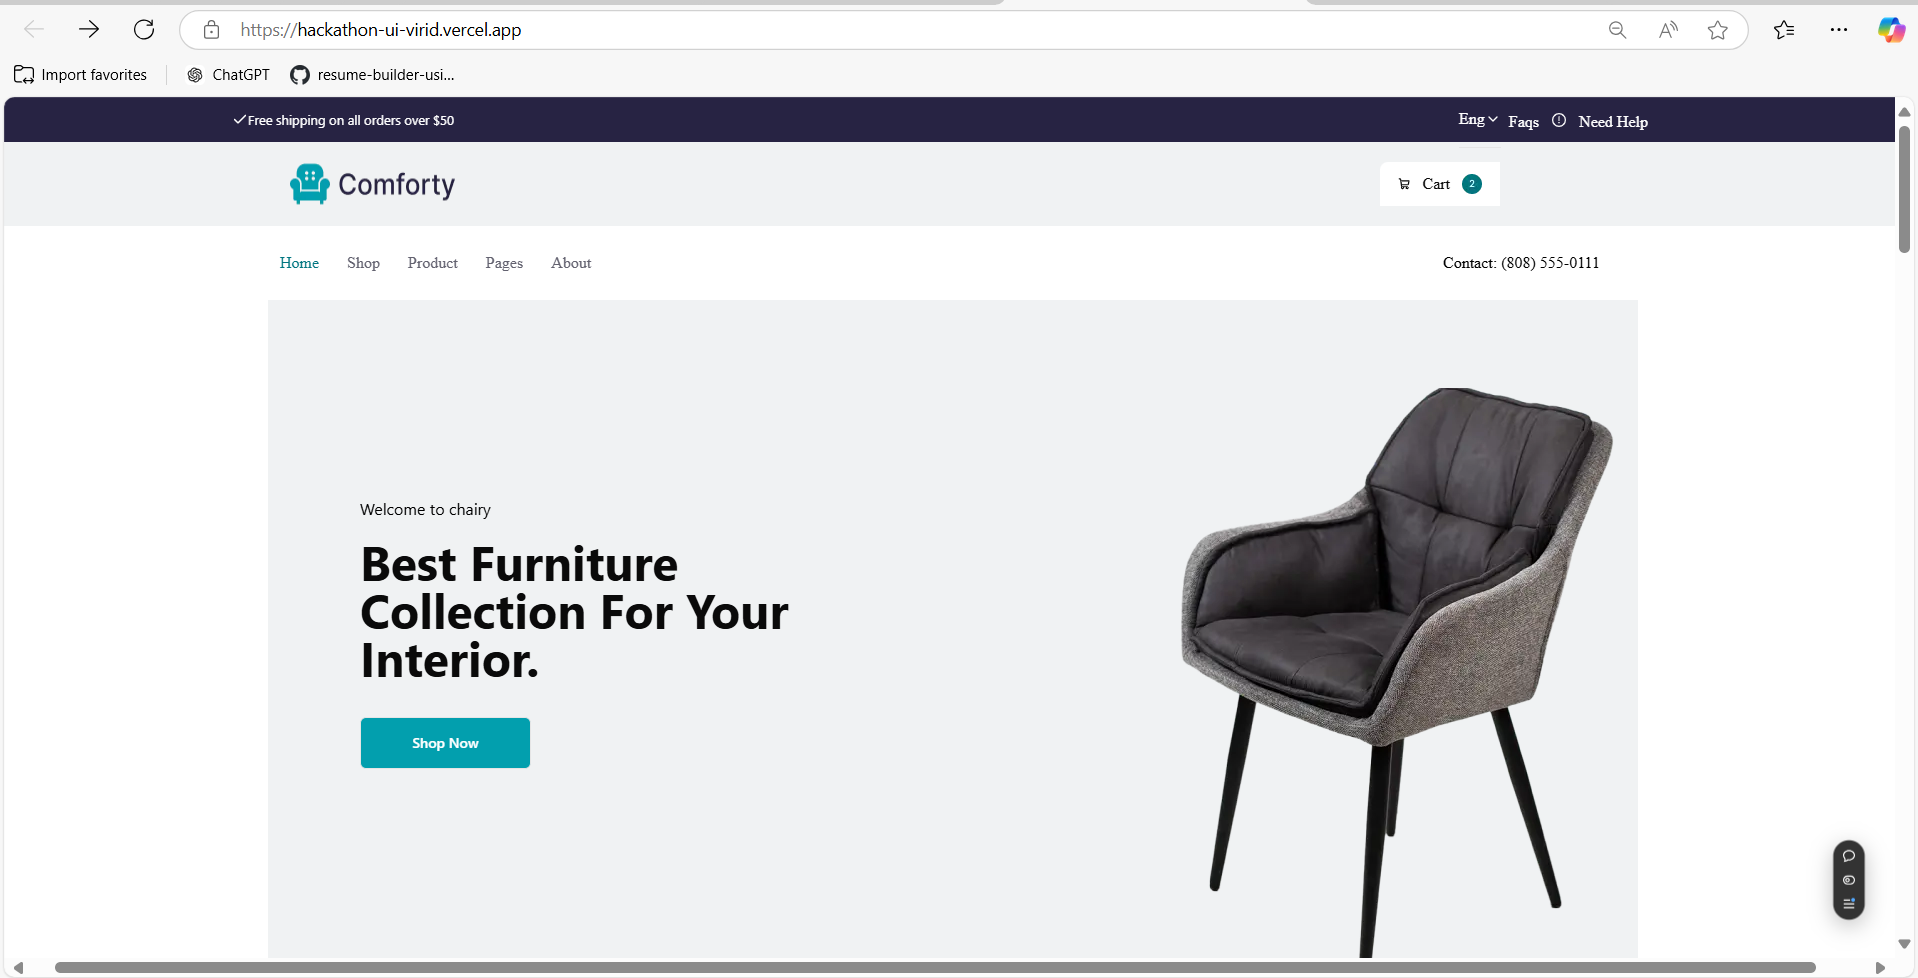 https://hackathon-ui-virid.vercel.app
Import favorites
ChatGPT
resume-builder-usi...
Free shipping on all orders over $50
Eng
Faqs
Need Help
Comforty
Cart 2
Home
Shop
Product
Pages
About
Contact: (808) 555-0111
Welcome to chairy
Best Furniture
Collection For Your
Interior.
Shop Now